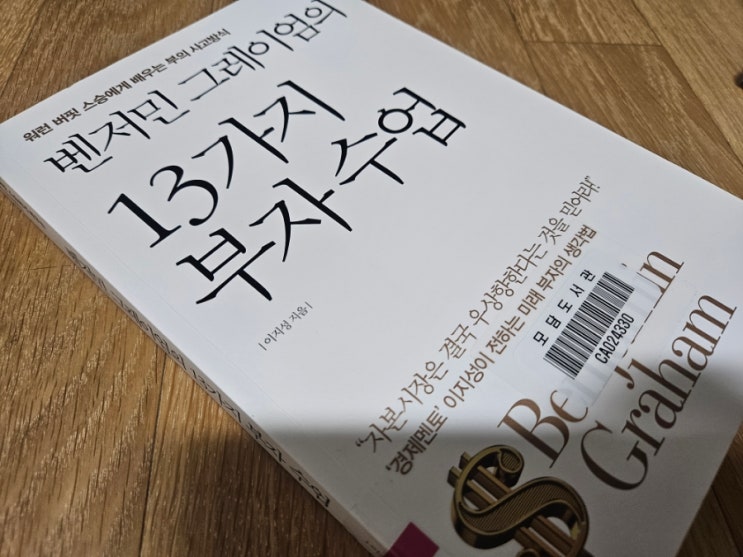 워런 버핏 스승에게 배우는 부의 사고방식
벤저민 그레이엄의
13가지
부자수업
| 이지성 지음 |
"자본시장은 결국 우상향한다는 것을 믿어라!"
'경제멘토' 이지성이 전하는 미래 부자의 생각법
모담도서관
CA024330
Graham